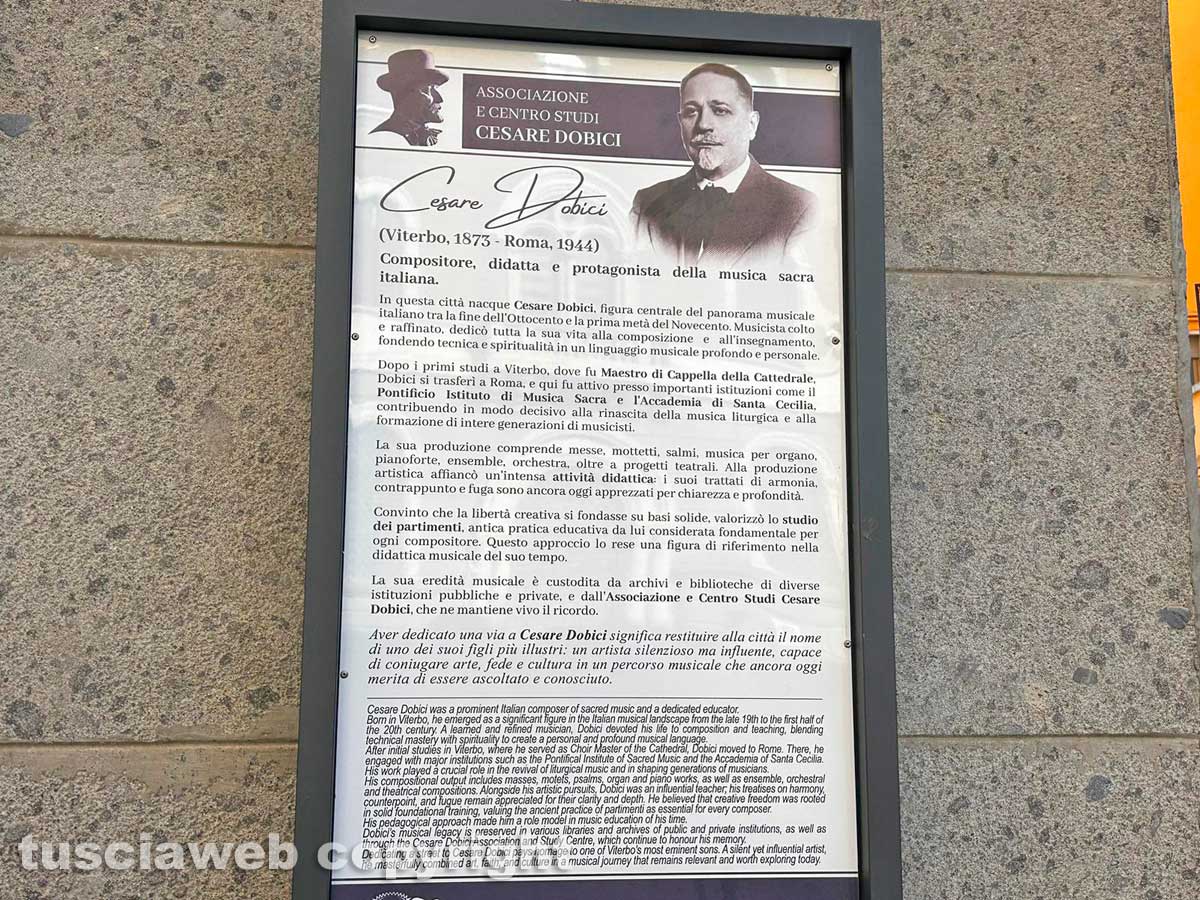 ASSOCIAZIONE
E CENTRO STUDI
CESARE DOBICI
Cesare Dobici
(Viterbo, 1873 - Roma, 1944)
Compositore, didatta e protagonista della musica sacra
italiana.
In questa città nacque Cesare Dobici, figura centrale del panorama musicale
italiano tra la fine dell'Ottocento e la prima metà del Novecento. Musicista colto
e raffinato, dedicò tutta la sua vita alla composizione e all'insegnamento,
fondendo tecnica e spiritualità in un linguaggio musicale profondo e personale.
Dopo i primi studi a Viterbo, dove fu Maestro di Cappella della Cattedrale,
Dobici si trasferì a Roma, e qui fu attivo presso importanti istituzioni come il
Pontificio Istituto di Musica Sacra e l'Accademia di Santa Cecilia,
contribuendo in modo decisivo alla rinascita della musica liturgica e alla
formazione di intere generazioni di musicisti.
La sua produzione comprende messe, mottetti, salmi, musica per organo,
pianoforte, ensemble, orchestra, oltre a progetti teatrali. Alla produzione
artistica affiancò un'intensa attività didattica: i suoi trattati di armonia,
contrappunto e fuga sono ancora oggi apprezzati per chiarezza e profondità.
Convinto che la libertà creativa si fondasse su basi solide, valorizzò lo studio
dei partimenti, antica pratica educativa da lui considerata fondamentale per
ogni compositore. Questo approccio lo rese una figura di riferimento nella
didattica musicale del suo tempo.
La sua eredità musicale è custodita da archivi e biblioteche di diverse
istituzioni pubbliche e private, e dall'Associazione e Centro Studi Cesare
Dobici, che ne mantiene vivo il ricordo.
Aver dedicato una via a Cesare Dobici significa restituire alla città il nome
di uno dei suoi figli più illustri: un artista silenzioso ma influente, capace
di coniugare arte, fede e cultura in un percorso musicale che ancora oggi
merita di essere ascoltato e conosciuto.
Cesare Dobici was a prominent Italian composer of sacred music and a dedicated educator.
Born in Viterbo, he emerged as a significant figure in the Italian musical landscape from the late 19th to the first half of
the 20th century. A learned and refined musician, Dobici devoted his life to composition and teaching, blending
technical mastery with spirituality to create a personal and profound musical language.
After initial studies in Viterbo, where he served as Choir Master of the Cathedral, Dobici moved to Rome. There, he
engaged with major institutions such as the Pontifical Institute of Sacred Music and the Accademia di Santa Cecilia.
His work played a crucial role in the revival of liturgical music and in shaping generations of musicians.
His compositional output includes masses, motets, psalms, organ and piano works, as well as ensemble, orchestral
and theatrical compositions. Alongside his artistic pursuits, Dobici was an influential teacher; his treatises on harmony,
counterpoint, and fugue remain appreciated for their clarity and depth. He believed that creative freedom was rooted
in solid foundational training, valuing the ancient practice of partimenti as essential for every composer.
His pedagogical approach made him a role model in music education of his time.
Dobici's musical legacy is preserved in various libraries and archives of public and private institutions, as well as
through the Cesare Dobici Association and Study Centre, which continue to honour his memory.
Dedicating a street to Cesare Dobici pays homage to one of Viterbo's most eminent sons. A silent yet influential artist,
he masterfully combined art, faith, and culture in a musical journey that remains relevant and worth exploring today.
tusciaweb copyright